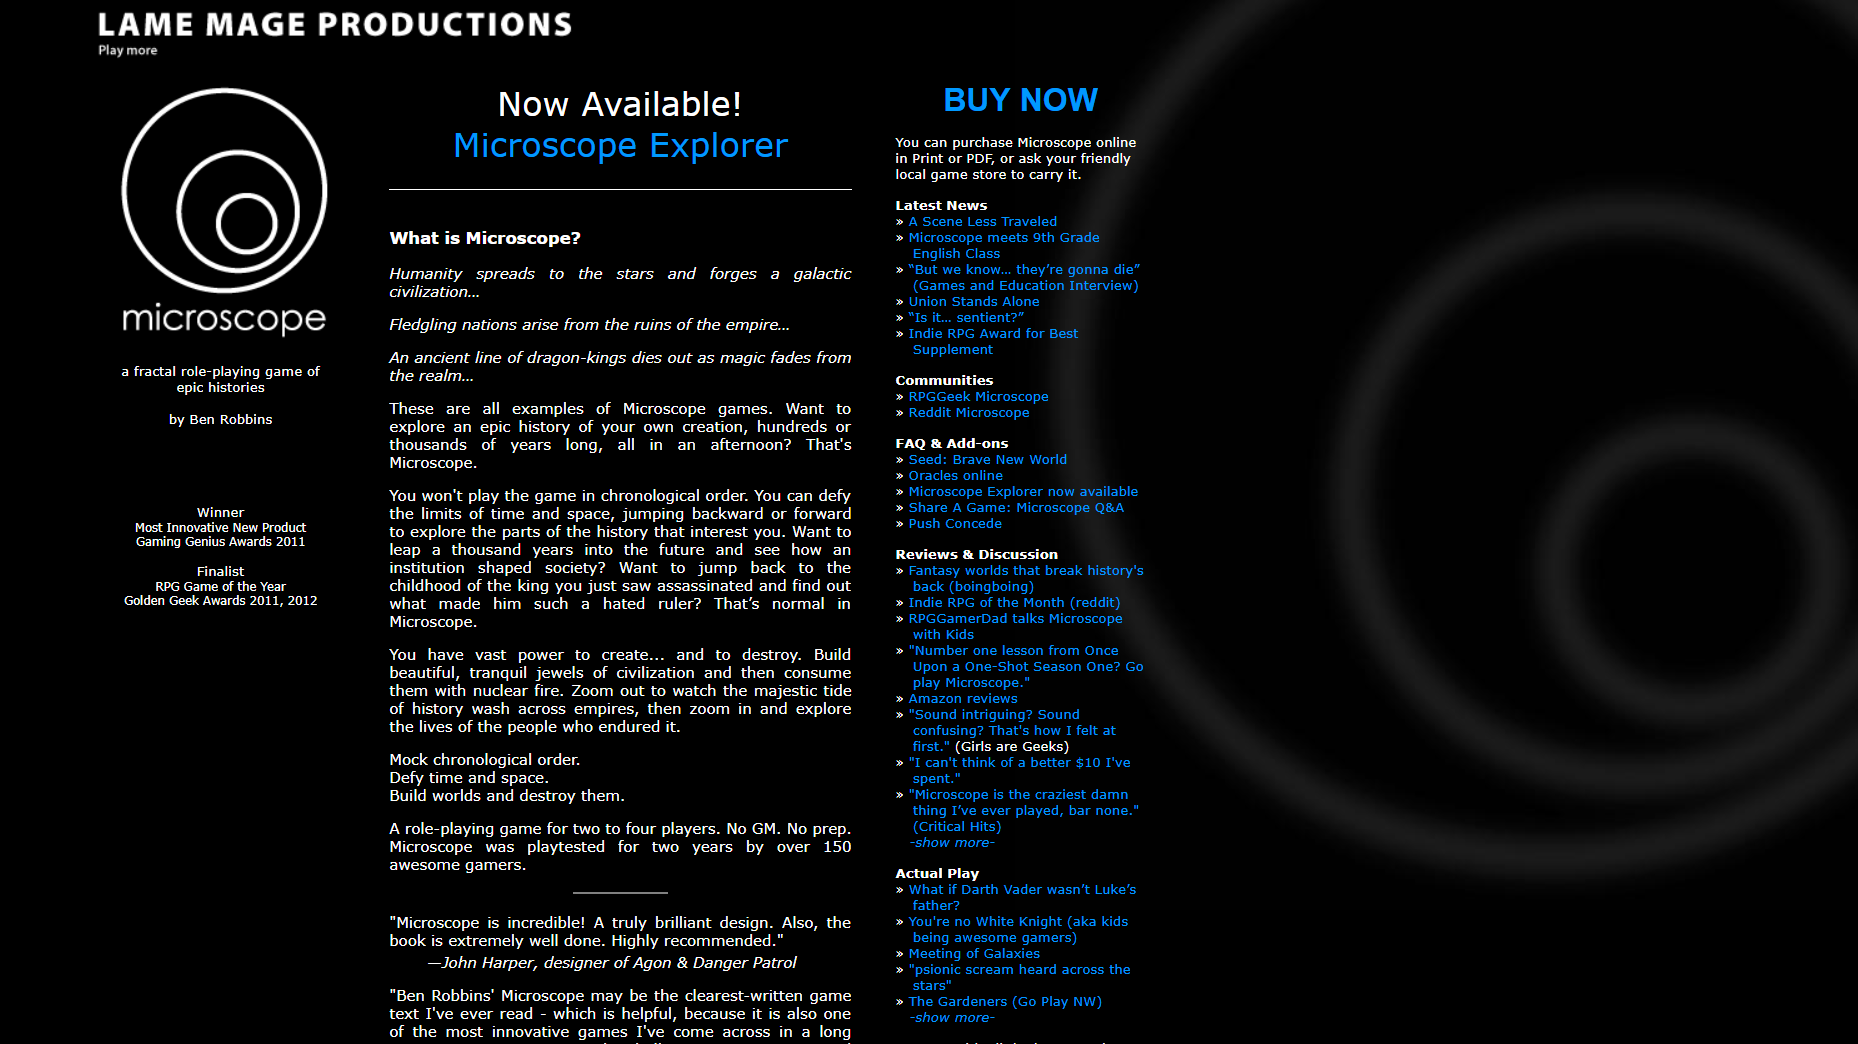 LAME MAGE PRODUCTIONS
Play more
microscope
a fractal role-playing game of
epic histories
by Ben Robbins
Winner
Most Innovative New Product
Gaming Genius Awards 2011
Finalist
RPG Game of the Year
Golden Geek Awards 2011, 2012
Now Available!
Microscope Explorer
What is Microscope?
Humanity spreads to the stars and forges a galactic
civilization...
Fledgling nations arise from the ruins of the empire...
An ancient line of dragon-kings dies out as magic fades from
the realm...
These are all examples of Microscope games. Want to
explore an epic history of your own creation, hundreds or
thousands of years long, all in an afternoon? That's
Microscope.
You won't play the game in chronological order. You can defy
the limits of time and space, jumping backward or forward
to explore the parts of the history that interest you. Want to
leap a thousand years into the future and see how an
institution shaped society? Want to jump back to the
childhood of the king you just saw assassinated and find out
what made him such a hated ruler? That’s normal in
Microscope.
You have vast power to create... and to destroy. Build
beautiful, tranquil jewels of civilization and then consume
them with nuclear fire. Zoom out to watch the majestic tide
of history wash across empires, then zoom in and explore
the lives of the people who endured it.
Mock chronological order.
Defy time and space.
Build worlds and destroy them.
A role-playing game for two to four players. No GM. No prep.
Microscope was playtested for two years by over 150
awesome gamers.
"Microscope is incredible! A truly brilliant design. Also, the
book is extremely well done. Highly recommended."
—John Harper, designer of Agon & Danger Patrol
"Ben Robbins' Microscope may be the clearest-written game
text I've ever read - which is helpful, because it is also one
of the most innovative games I've come across in a long
BUY NOW
You can purchase Microscope online
in Print or PDF, or ask your friendly
local game store to carry it.
Latest News
» A Scene Less Traveled
» Microscope meets 9th Grade
English Class
» “But we know... they’re gonna die”
(Games and Education Interview)
» Union Stands Alone
» “Is it... sentient?”
» Indie RPG Award for Best
Supplement
Communities
» RPGGeek Microscope
» Reddit Microscope
FAQ & Add-ons
» Seed: Brave New World
» Oracles online
» Microscope Explorer now available
» Share A Game: Microscope Q&A
» Push Concede
Reviews & Discussion
» Fantasy worlds that break history's
back (boingboing)
» Indie RPG of the Month (reddit)
» RPGGamerDad talks Microscope
with Kids
» "Number one lesson from Once
Upon a One-Shot Season One? Go
play Microscope."
» Amazon reviews
» "Sound intriguing? Sound
confusing? That's how I felt at
first." (Girls are Geeks)
» "I can't think of a better $10 I've
spent."
» "Microscope is the craziest damn
thing I’ve ever played, bar none."
(Critical Hits)
-show more-
Actual Play
» What if Darth Vader wasn’t Luke’s
father?
» You're no White Knight (aka kids
being awesome gamers)
» Meeting of Galaxies
» "psionic scream heard across the
stars"
» The Gardeners (Go Play NW)
-show more-